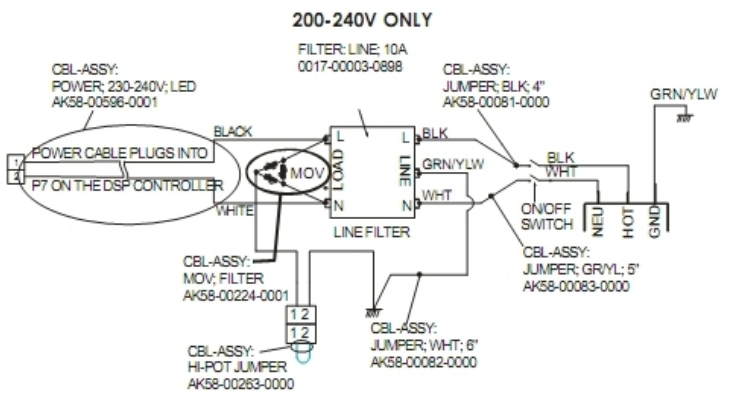 200-240V ONLY
FILTER: LINE; 10A
0017-00003-0898
CBL-ASSY:
POWER; 230-240V; LED
AK58-00596-0001
CBL-ASSY:
JUMPER; BLK; 4"
AK58-00081-0000
GRN/YLW
BLACK
L
L
BLK
1
2
POWER CABLE PLUGS INTO
P7 ON THE DSP CONTROLLER
MOV
LOAD
LINE
GRN/YLW
BLK
WHT
WHITE
N
N
WHT
ON/OFF
SWITCH
NEU
HOT
GND
LINE FILTER
CBL-ASSY:
MOV; FILTER
AK58-00224-0001
CBL-ASSY:
JUMPER; GR/YL; 5"
AK58-00083-0000
1 2
1 2
CBL-ASSY:
JUMPER; WHT; 6"
AK58-00082-0000
CBL-ASSY:
HI-POT JUMPER
AK58-00263-0000